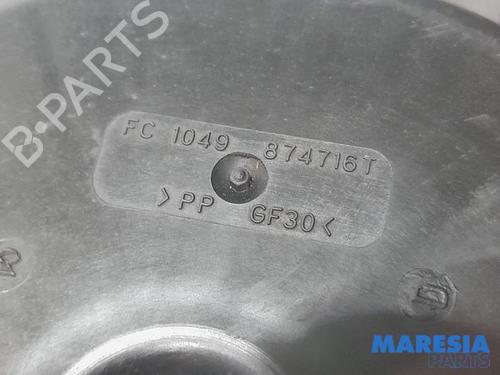 B-PARTS
FC 1049 874716T
>PP GF30<
MARESIA
PARTS